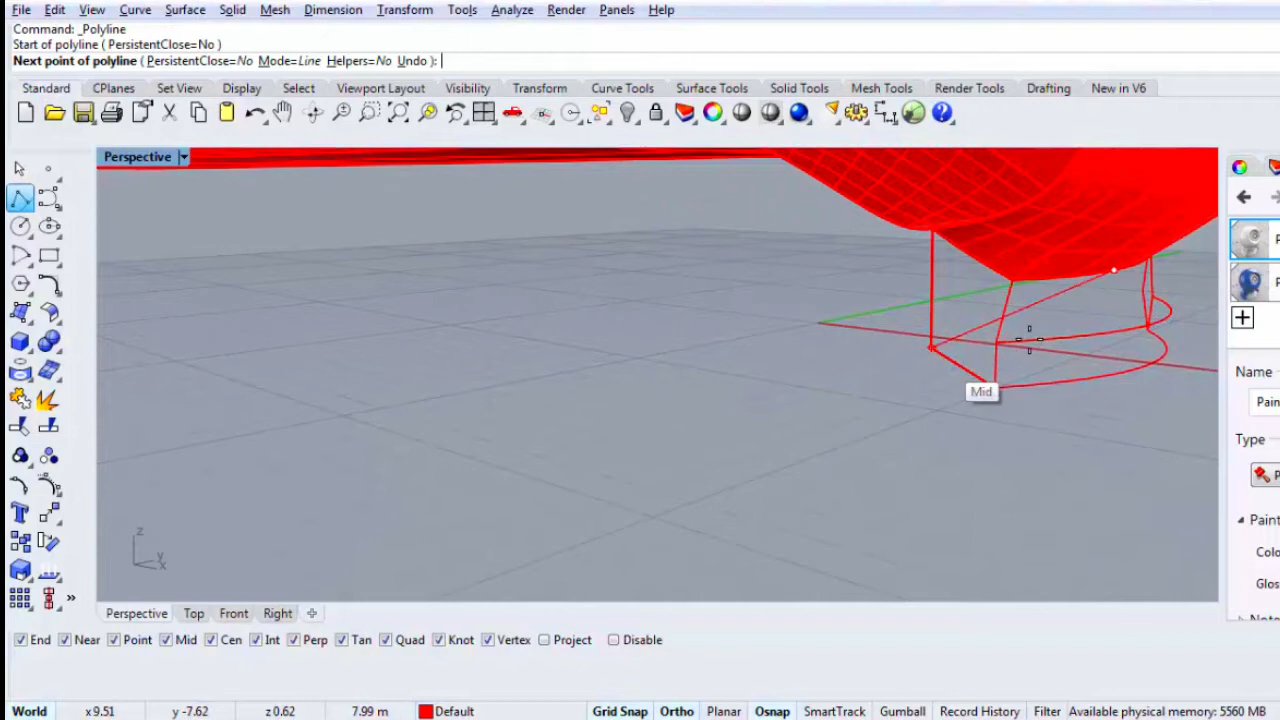 File Edit View Curve Surface Solid Mesh Dimension Transform Tools Analyze Render Panels Help
Command: _Polyline
Start of polyline ( PersistentClose=No )
Next point of polyline ( PersistentClose=No Mode=Line Helpers=No Undo ):
Standard CPlanes Set View Display Select Viewport Layout Visibility Transform Curve Tools Surface Tools Solid Tools Mesh Tools Render Tools Drafting New in V6
Perspective
Name
Type
Mid
z
y
x
Perspective Top Front Right
End Near Point Mid Cen Int Perp Tan Quad Knot Vertex Project Disable
World x 9.51 y -7.62 z 0.62 7.99 m Default Grid Snap Ortho Planar Osnap SmartTrack Gumball Record History Filter Available physical memory: 5560 MB